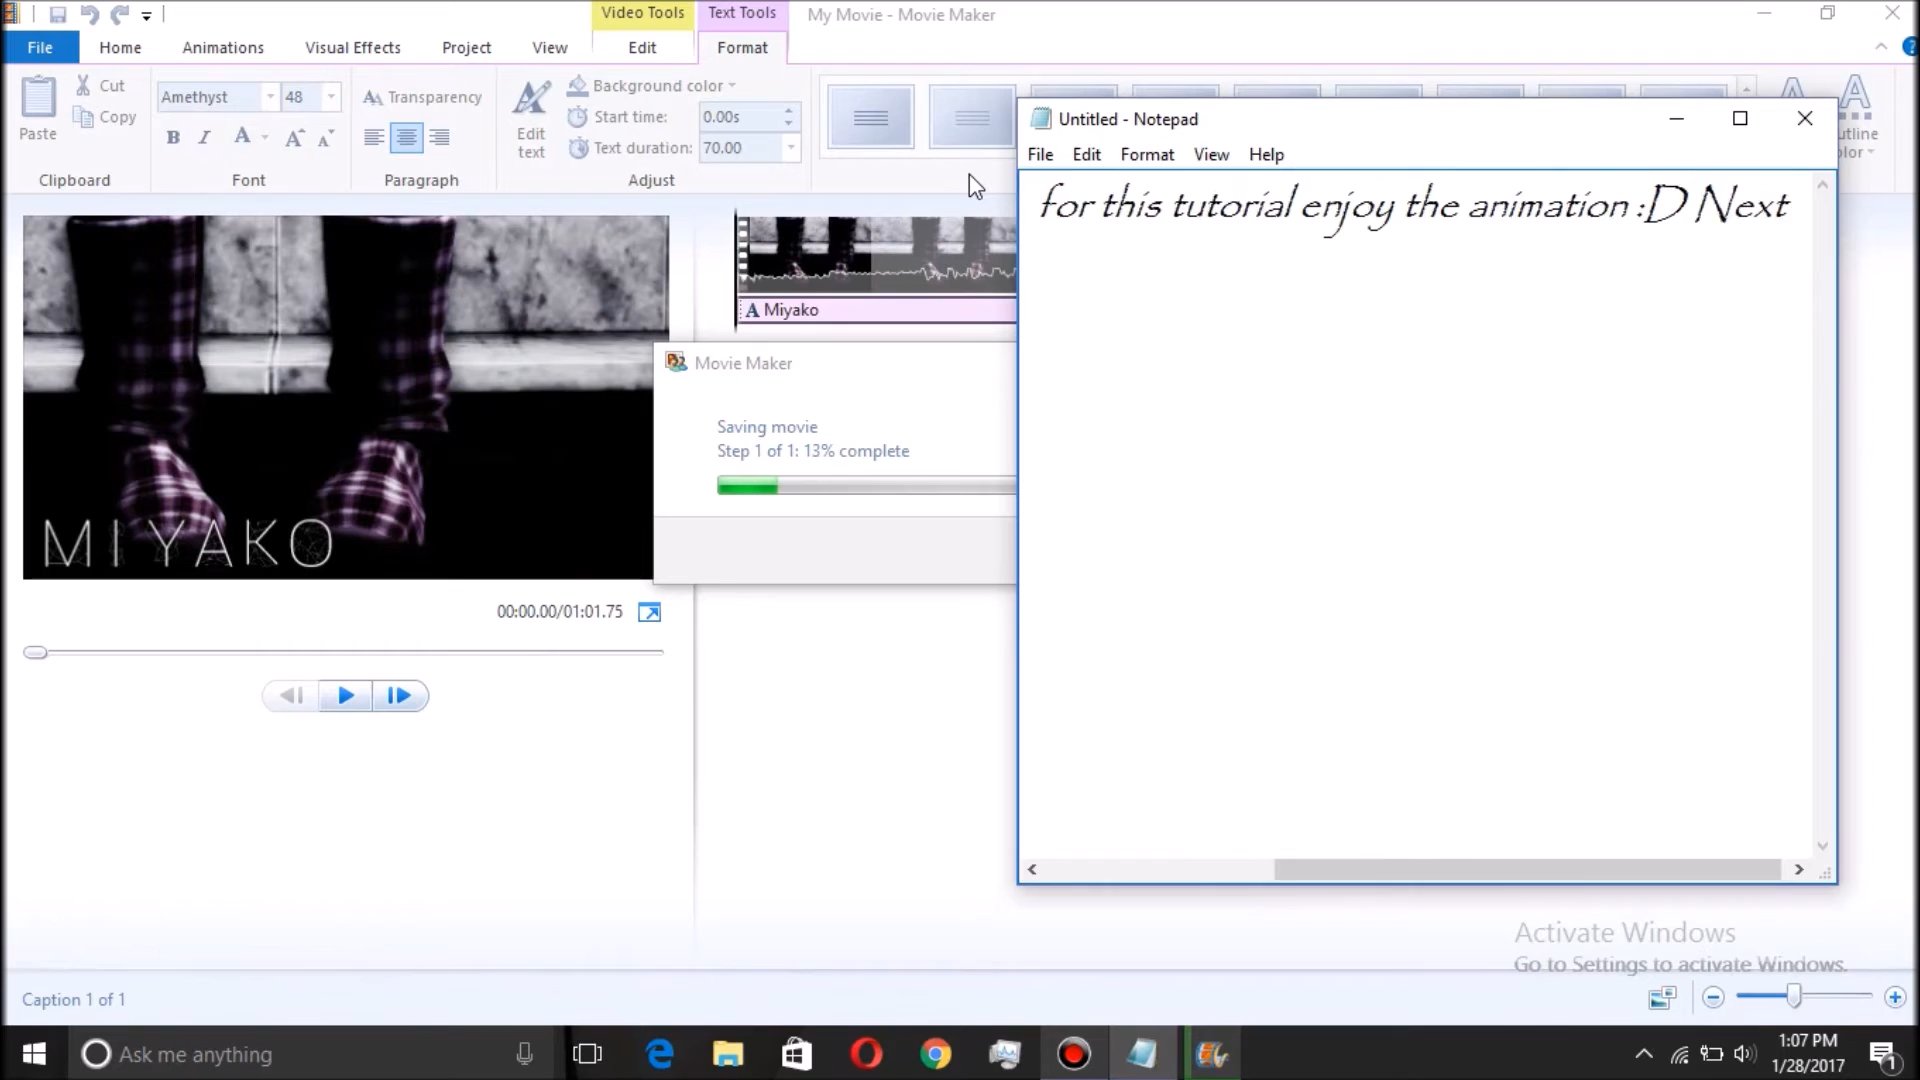 Video Tools
Text Tools
My Movie - Movie Maker
File
Home
Animations
Visual Effects
Project
View
Edit
Format
Paste
Cut
Copy
Clipboard
Amethyst
48
B
I
A
A
A
Font
Transparency
Paragraph
Edit
text
Background color
Start time:
0.00s
Text duration:
70.00
Adjust
Untitled - Notepad
File
Edit
Format
View
Help
for this tutorial enjoy the animation :D Next
A Miyako
Movie Maker
Saving movie
Step 1 of 1: 13% complete
MIYAKO
00:00.00/01:01.75
Activate Windows
Go to Settings to activate Windows.
Caption 1 of 1
Ask me anything
1:07 PM
1/28/2017
1